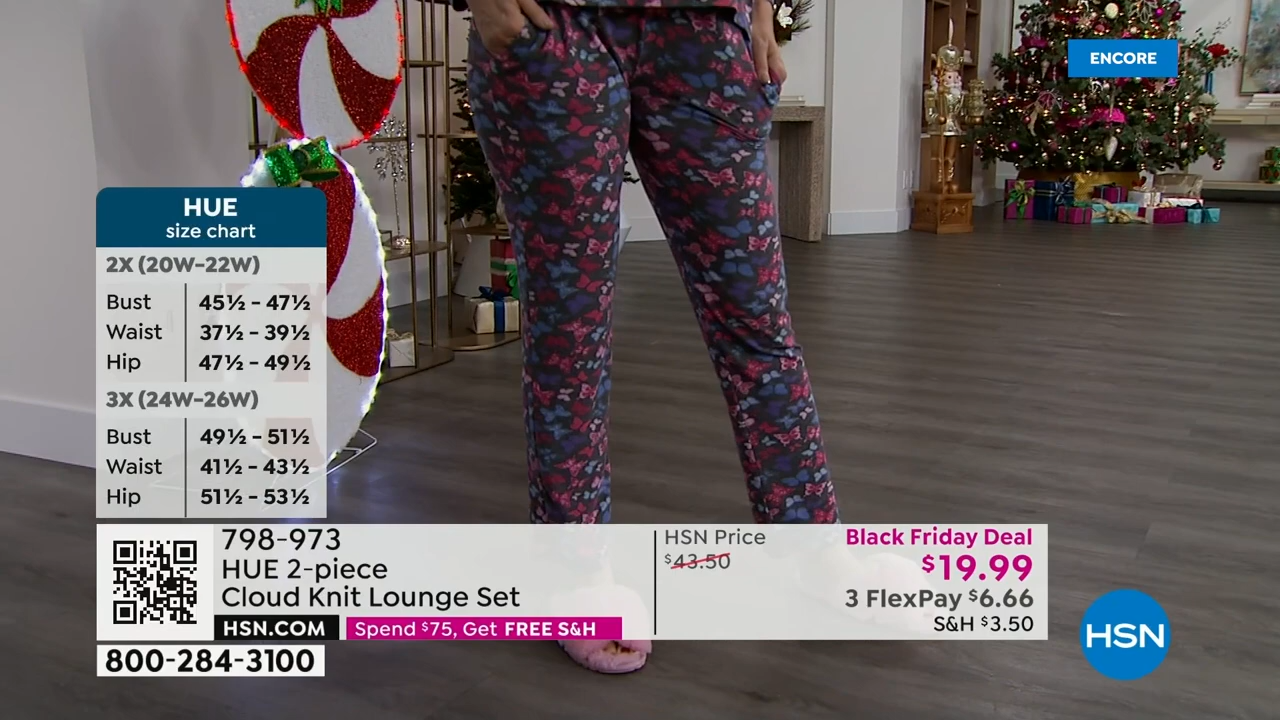 ENCORE
HUE
size chart
2X (20W-22W)
Bust 45½ - 47½
Waist 37½ - 39½
Hip 47½ - 49½
3X (24W-26W)
Bust 49½ - 51½
Waist 41½ - 43½
Hip 51½ - 53½
798-973
HUE 2-piece
Cloud Knit Lounge Set
HSN.COM Spend $75, Get FREE S&H
HSN Price
$43.50
Black Friday Deal
$19.99
3 FlexPay $6.66
S&H $3.50
800-284-3100
HSN